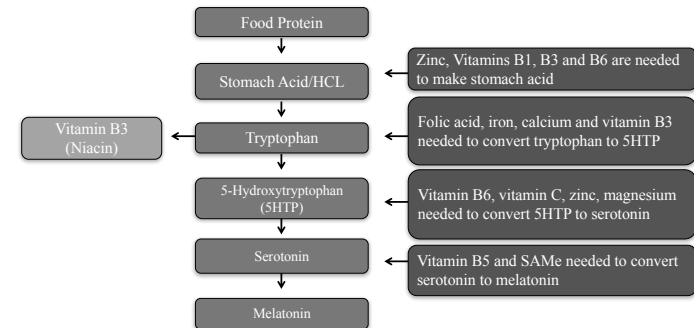 Food Protein
Stomach Acid/HCL
Zinc, Vitamins B1, B3 and B6 are needed
to make stomach acid
Vitamin B3
(Niacin)
Tryptophan
Folic acid, iron, calcium and vitamin B3
needed to convert tryptophan to 5HTP
5-Hydroxytryptophan
(5HTP)
Vitamin B6, vitamin C, zinc, magnesium
needed to convert 5HTP to serotonin
Serotonin
Vitamin B5 and SAMe needed to convert
serotonin to melatonin
Melatonin